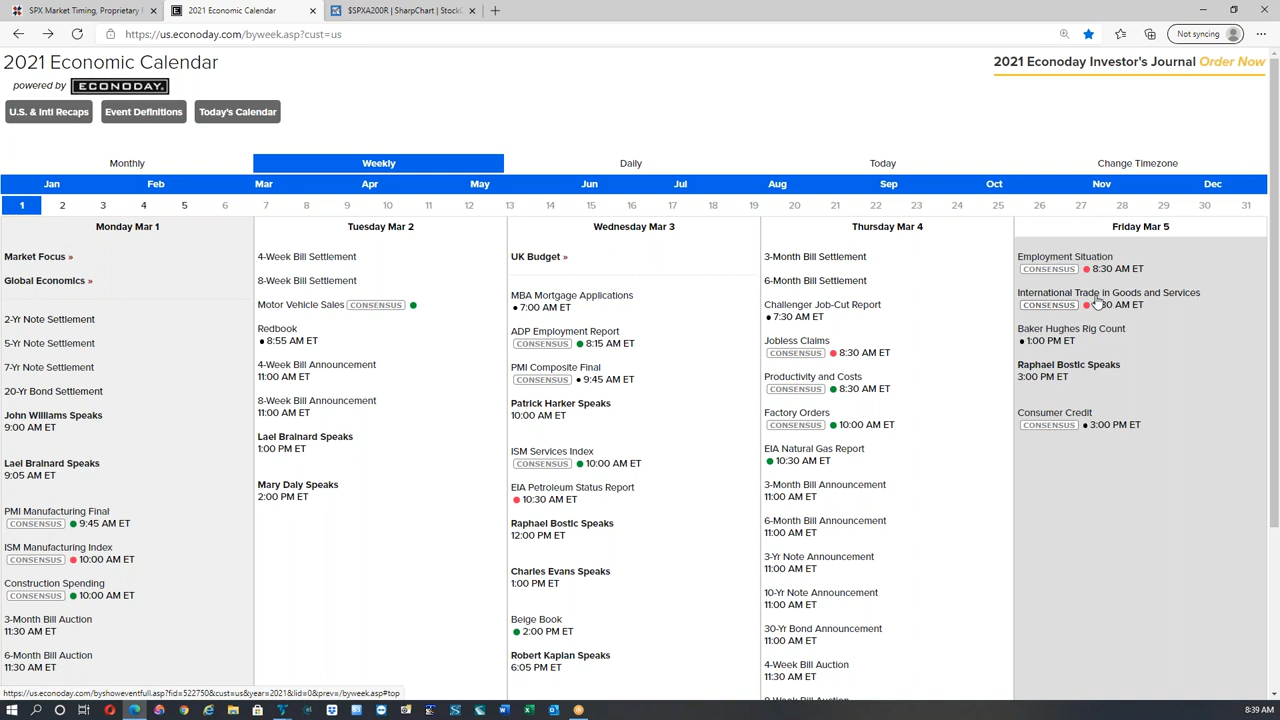 SPX Market Timing, Proprietary
2021 Economic Calendar
$SPXA200R | SharpChart | StockC
https://us.econoday.com/byweek.asp?cust=us
Not syncing
2021 Economic Calendar
2021 Econoday Investor's Journal Order Now
powered by ECONODAY.
U.S. & Intl Recaps
Event Definitions
Today's Calendar
Monthly
Weekly
Daily
Today
Change Timezone
Jan Feb Mar Apr May Jun Jul Aug Sep Oct Nov Dec
1 2 3 4 5 6 7 8 9 10 11 12 13 14 15 16 17 18 19 20 21 22 23 24 25 26 27 28 29 30 31
Monday Mar 1
Market Focus »
Global Economics »
2-Yr Note Settlement
5-Yr Note Settlement
7-Yr Note Settlement
20-Yr Bond Settlement
John Williams Speaks
9:00 AM ET
Lael Brainard Speaks
9:05 AM ET
PMI Manufacturing Final
CONSENSUS 9:45 AM ET
ISM Manufacturing Index
CONSENSUS 10:00 AM ET
Construction Spending
CONSENSUS 10:00 AM ET
3-Month Bill Auction
11:30 AM ET
6-Month Bill Auction
11:30 AM ET
Tuesday Mar 2
4-Week Bill Settlement
8-Week Bill Settlement
Motor Vehicle Sales CONSENSUS
Redbook
8:55 AM ET
4-Week Bill Announcement
11:00 AM ET
8-Week Bill Announcement
11:00 AM ET
Lael Brainard Speaks
1:00 PM ET
Mary Daly Speaks
2:00 PM ET
Wednesday Mar 3
UK Budget »
MBA Mortgage Applications
7:00 AM ET
ADP Employment Report
CONSENSUS 8:15 AM ET
PMI Composite Final
CONSENSUS 9:45 AM ET
Patrick Harker Speaks
10:00 AM ET
ISM Services Index
CONSENSUS 10:00 AM ET
EIA Petroleum Status Report
10:30 AM ET
Raphael Bostic Speaks
12:00 PM ET
Charles Evans Speaks
1:00 PM ET
Beige Book
2:00 PM ET
Robert Kaplan Speaks
6:05 PM ET
Thursday Mar 4
3-Month Bill Settlement
6-Month Bill Settlement
Challenger Job-Cut Report
7:30 AM ET
Jobless Claims
CONSENSUS 8:30 AM ET
Productivity and Costs
CONSENSUS 8:30 AM ET
Factory Orders
CONSENSUS 10:00 AM ET
EIA Natural Gas Report
10:30 AM ET
3-Month Bill Announcement
11:00 AM ET
6-Month Bill Announcement
11:00 AM ET
3-Yr Note Announcement
11:00 AM ET
10-Yr Note Announcement
11:00 AM ET
30-Yr Bond Announcement
11:00 AM ET
4-Week Bill Auction
11:30 AM ET
8-Week Bill Auction
Friday Mar 5
Employment Situation
CONSENSUS 8:30 AM ET
International Trade in Goods and Services
CONSENSUS :30 AM ET
Baker Hughes Rig Count
1:00 PM ET
Raphael Bostic Speaks
3:00 PM ET
Consumer Credit
CONSENSUS 3:00 PM ET
https://us.econoday.com/byshoweventfull.asp?fid=522750&cust=us&year=2021&lid=0&prev=/byweek.asp#top
8:39 AM